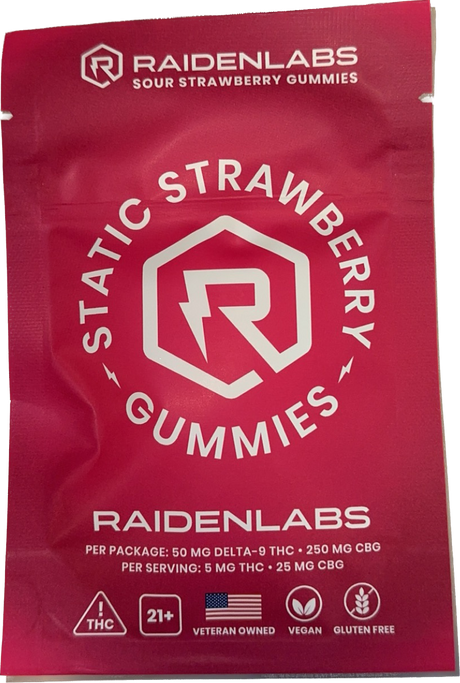 RAIDENLABS
SOUR STRAWBERRY GUMMIES
STATIC STRAWBERRY
GUMMIES
RAIDENLABS
PER PACKAGE: 50 MG DELTA-9 THC • 250 MG CBG
PER SERVING: 5 MG THC • 25 MG CBG
! THC
21+
VETERAN OWNED
VEGAN
GLUTEN FREE